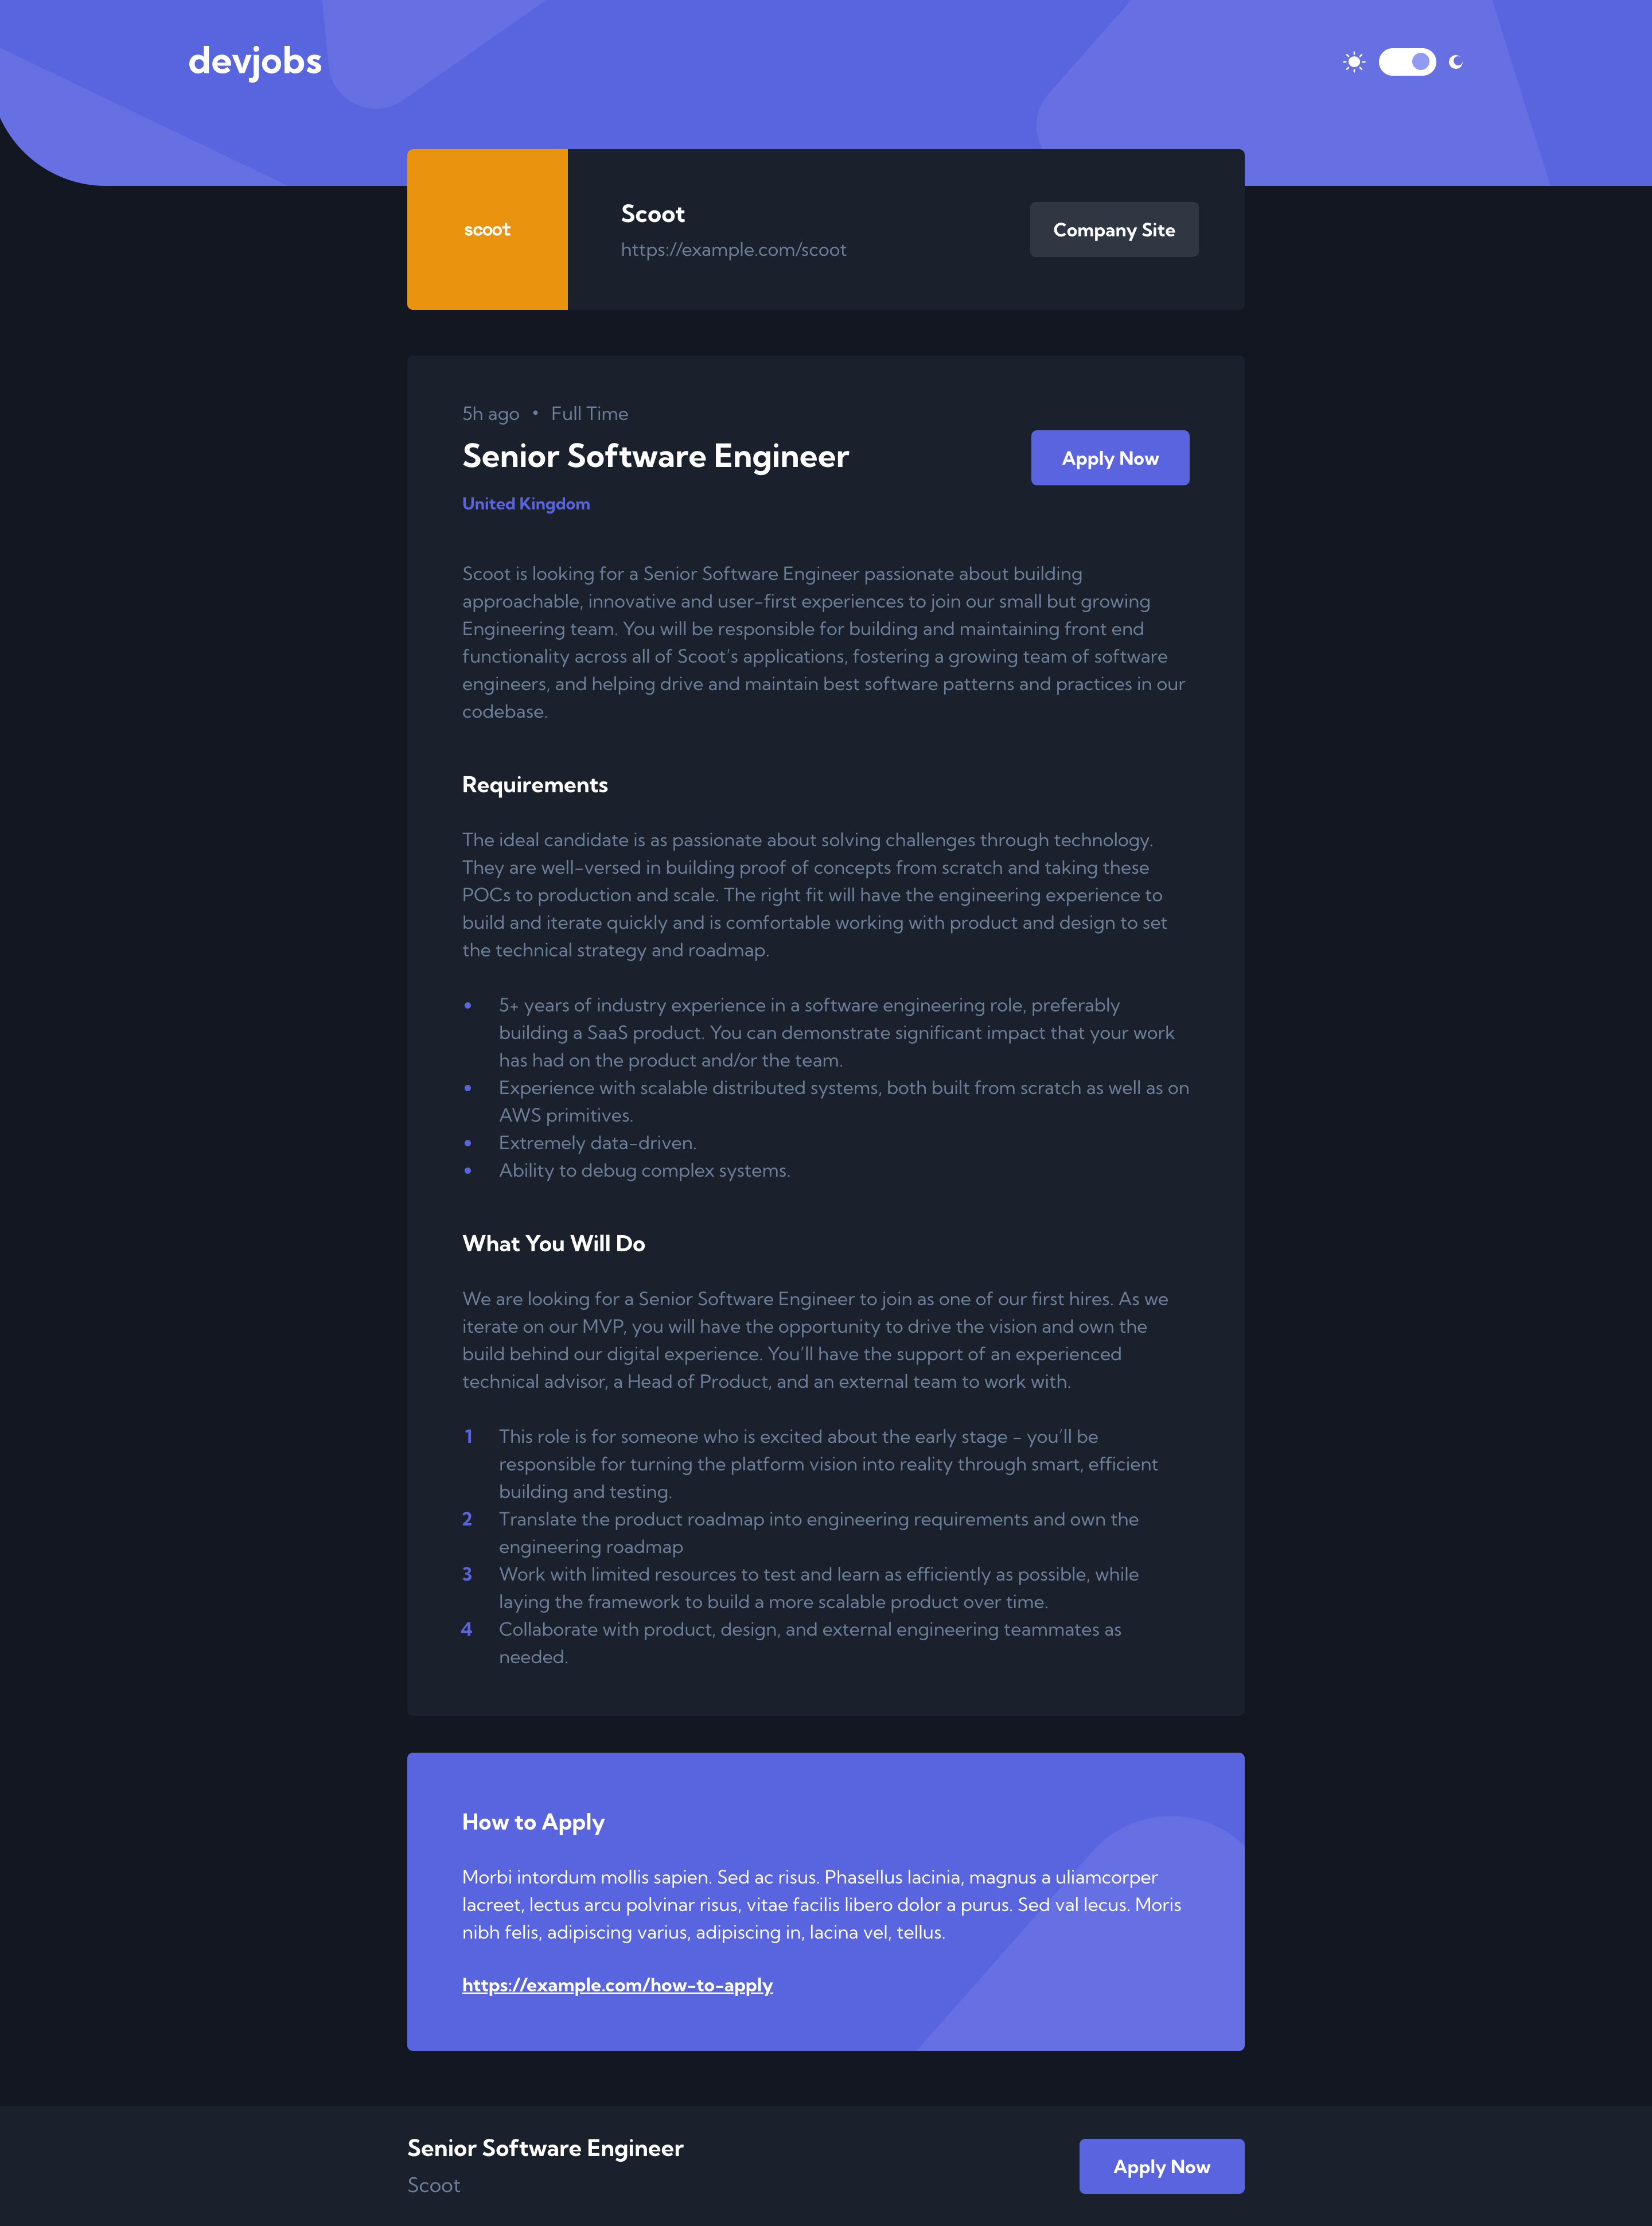 devjobs
scoot
Scoot
https://example.com/scoot
Company Site
5h ago • Full Time
Senior Software Engineer
Apply Now
United Kingdom
Scoot is looking for a Senior Software Engineer passionate about building
approachable, innovative and user-first experiences to join our small but growing
Engineering team. You will be responsible for building and maintaining front end
functionality across all of Scoot’s applications, fostering a growing team of software
engineers, and helping drive and maintain best software patterns and practices in our
codebase.
Requirements
The ideal candidate is as passionate about solving challenges through technology.
They are well-versed in building proof of concepts from scratch and taking these
POCs to production and scale. The right fit will have the engineering experience to
build and iterate quickly and is comfortable working with product and design to set
the technical strategy and roadmap.
• 5+ years of industry experience in a software engineering role, preferably
building a SaaS product. You can demonstrate significant impact that your work
has had on the product and/or the team.
• Experience with scalable distributed systems, both built from scratch as well as on
AWS primitives.
• Extremely data-driven.
• Ability to debug complex systems.
What You Will Do
We are looking for a Senior Software Engineer to join as one of our first hires. As we
iterate on our MVP, you will have the opportunity to drive the vision and own the
build behind our digital experience. You’ll have the support of an experienced
technical advisor, a Head of Product, and an external team to work with.
1 This role is for someone who is excited about the early stage - you’ll be
responsible for turning the platform vision into reality through smart, efficient
building and testing.
2 Translate the product roadmap into engineering requirements and own the
engineering roadmap
3 Work with limited resources to test and learn as efficiently as possible, while
laying the framework to build a more scalable product over time.
4 Collaborate with product, design, and external engineering teammates as
needed.
How to Apply
Morbi intordum mollis sapien. Sed ac risus. Phasellus lacinia, magnus a uliamcorper
lacreet, lectus arcu polvinar risus, vitae facilis libero dolor a purus. Sed val lecus. Moris
nibh felis, adipiscing varius, adipiscing in, lacina vel, tellus.
https://example.com/how-to-apply
Senior Software Engineer
Scoot
Apply Now